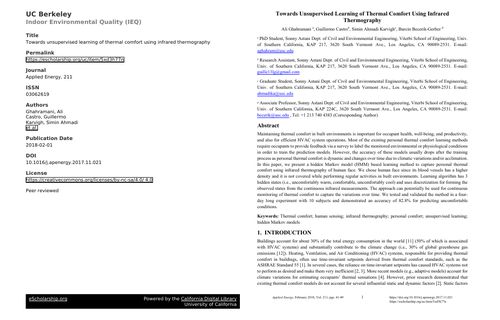 UC Berkeley
Indoor Environmental Quality (IEQ)
Title
Towards unsupervised learning of thermal comfort using infrared thermography
Permalink
https://escholarship.org/uc/item/
Journal
Applied Energy, 211
ISSN
03062619
Authors
Ghahramani, Ali
Castro, Guillermo
Karvigh, Simin Ahmadi
et al.
Publication Date
2018-02-01
DOI
10.1016/j.apenergy.2017.11.021
License
https://creativecommons.org/licenses/by-nc-sa/4.0/ 4.0
Peer reviewed
eScholarship.org
Powered by the California Digital Library
University of California
Towards Unsupervised Learning of Thermal Comfort Using Infrared
Thermography
Ali Ghahramani, Guillermo Castro, Simin Ahmadi Karvigh, Burcin Becerik-Gerber
PhD Student, Sonny Astani Dept. of Civil and Environmental Engineering, Viterbi School of Engineering, Univ.
of Southern California, KAP 217, 3620 South Vermont Ave., Los Angeles, CA 90089-2531. E-mail:
Research Assistant, Sonny Astani Dept. of Civil and Environmental Engineering, Viterbi School of Engineering,
Univ. of Southern California, KAP 217, 3620 South Vermont Ave., Los Angeles, CA 90089-2531. E-mail:
Graduate Student, Sonny Astani Dept. of Civil and Environmental Engineering, Viterbi School of Engineering,
Univ. of Southern California, KAP 217, 3620 South Vermont Ave., Los Angeles, CA 90089-2531. E-mail:
Associate Professor, Sonny Astani Dept. of Civil and Environmental Engineering, Viterbi School of Engineering,
Univ. of Southern California, KAP 224C, 3620 South Vermont Ave., Los Angeles, CA 90089-2531. E-mail:
becerik@usc.edu , Tel: +1 213 740 4383 (Corresponding Author).
Abstract
Maintaining thermal comfort in built environments is important for occupant health, well-being, and productivity,
and also for efficient HVAC system operations. Most of the existing personal thermal comfort learning methods
require occupants to provide feedback via a survey to label the monitored environmental or physiological conditions
in order to train the prediction models. However, the accuracy of these models usually drops after the training
process as personal thermal comfort is dynamic and changes over time due to climatic variations and/or acclimation.
In this paper, we present a hidden Markov model (HMM) based learning method to capture personal thermal
comfort using infrared thermography of human face. We chose human face since its blood vessels has a higher
density and it is not covered while performing regular activities in built environments. Learning algorithm has 3
hidden states (i.e., uncomfortably warm, comfortable, uncomfortably cool) and uses discretization for forming the
observed states from the continuous infrared measurements. The approach can potentially be used for continuous
monitoring of thermal comfort to capture the variations over time. We tested and validated the method in a four-
day long experiment with 10 subjects and demonstrated an accuracy of 82.8% for predicting uncomfortable
conditions.
Keywords: Thermal comfort; human sensing; infrared thermography; personal comfort; unsupervised learning;
hidden Markov models.
1. INTRODUCTION
Buildings account for about 30% of the total energy consumption in the world [11] (50% of which is associated
with HVAC systems) and substantially contribute to the climate change (i.e., 30% of global greenhouse gas
emissions [12]). Heating, Ventilation, and Air Conditioning (HVAC) systems, responsible for providing thermal
comfort in buildings, often use time-invariant setpoints derived from thermal comfort standards, such as the
ASHRAE Standard 55 [1]. In several cases, the reliance on time-invariant setpoints has caused HVAC systems not
to perform as desired and make them very inefficient [2, 3]. More recent models (e.g., adaptive models) account for
climate variations for estimating occupants' thermal sensations [4]. However, prior research demonstrated that
existing thermal comfort models do not account for several influential static and dynamic factors [2]. Static factors
Applied Energy, February 2018, Vol. 211, pp. 41-49
1
https://doi.org/10.1016/j.apenergy.2017.11.021